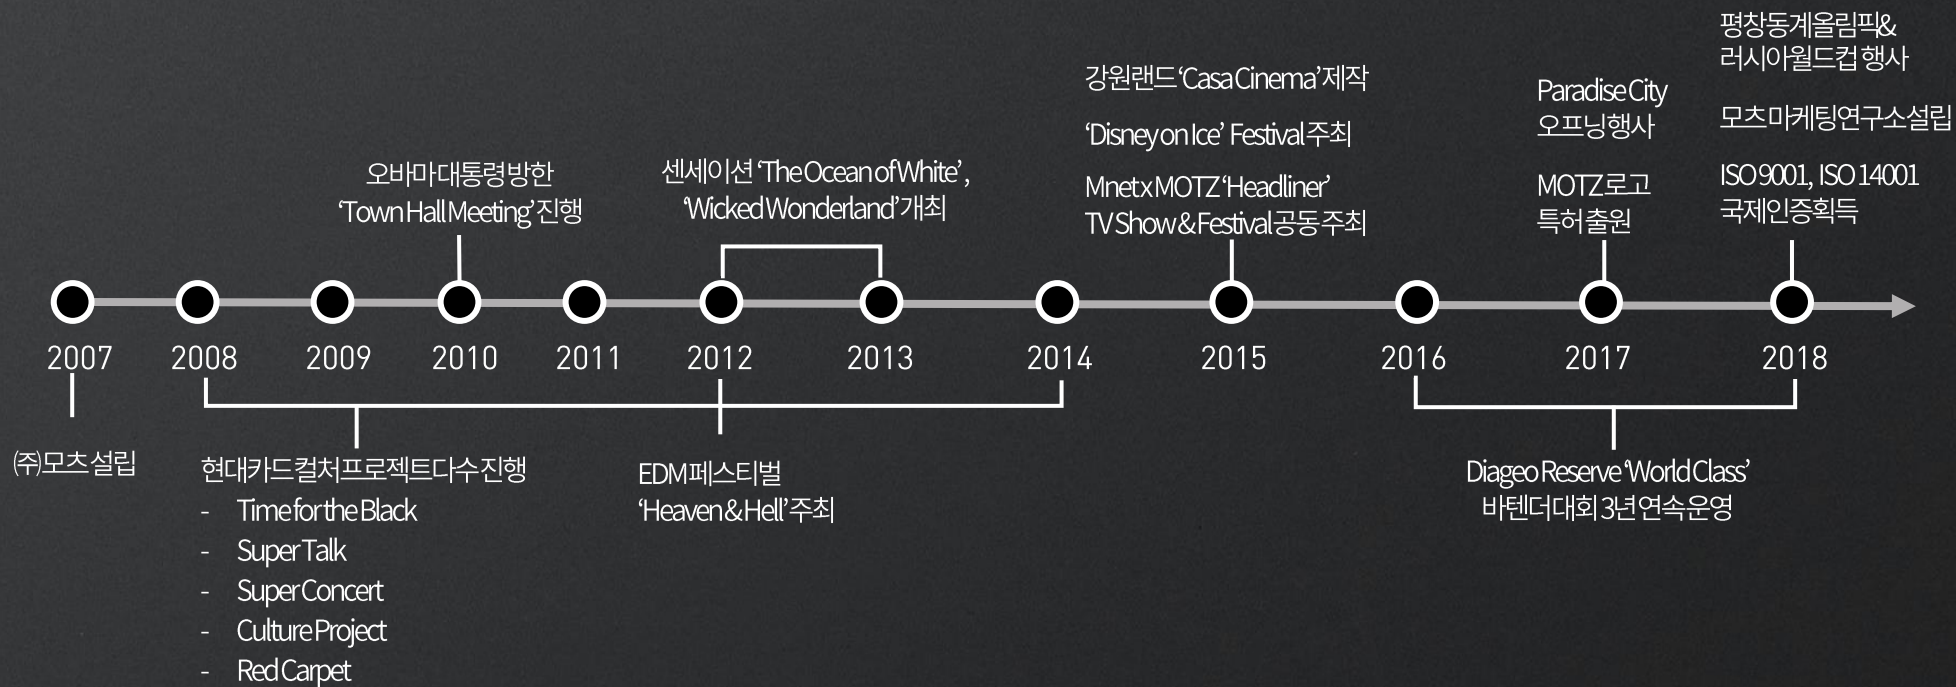 평창동계올림픽&
러시아월드컵 행사
모츠마케팅연구소설립
ISO 9001, ISO 14001
국제인증획득
Paradise City
오프닝행사
MOTZ 로고
특허 출원
강원랜드 ‘Casa Cinema’ 제작
‘Disney on Ice’ Festival 주최
Mnet x MOTZ ‘Headliner’
TV Show & Festival 공동 주최
센세이션 ‘The Ocean of White’,
‘Wicked Wonderland’ 개최
오바마 대통령 방한
‘Town Hall Meeting’ 진행
2007 2008 2009 2010 2011 2012 2013 2014 2015 2016 2017 2018
㈜모츠 설립
현대카드 컬처프로젝트 다수 진행
- Time for the Black
- Super Talk
- Super Concert
- Culture Project
- Red Carpet
EDM 페스티벌
‘Heaven & Hell’ 주최
Diageo Reserve ‘World Class’
바텐더 대회 3년 연속 운영